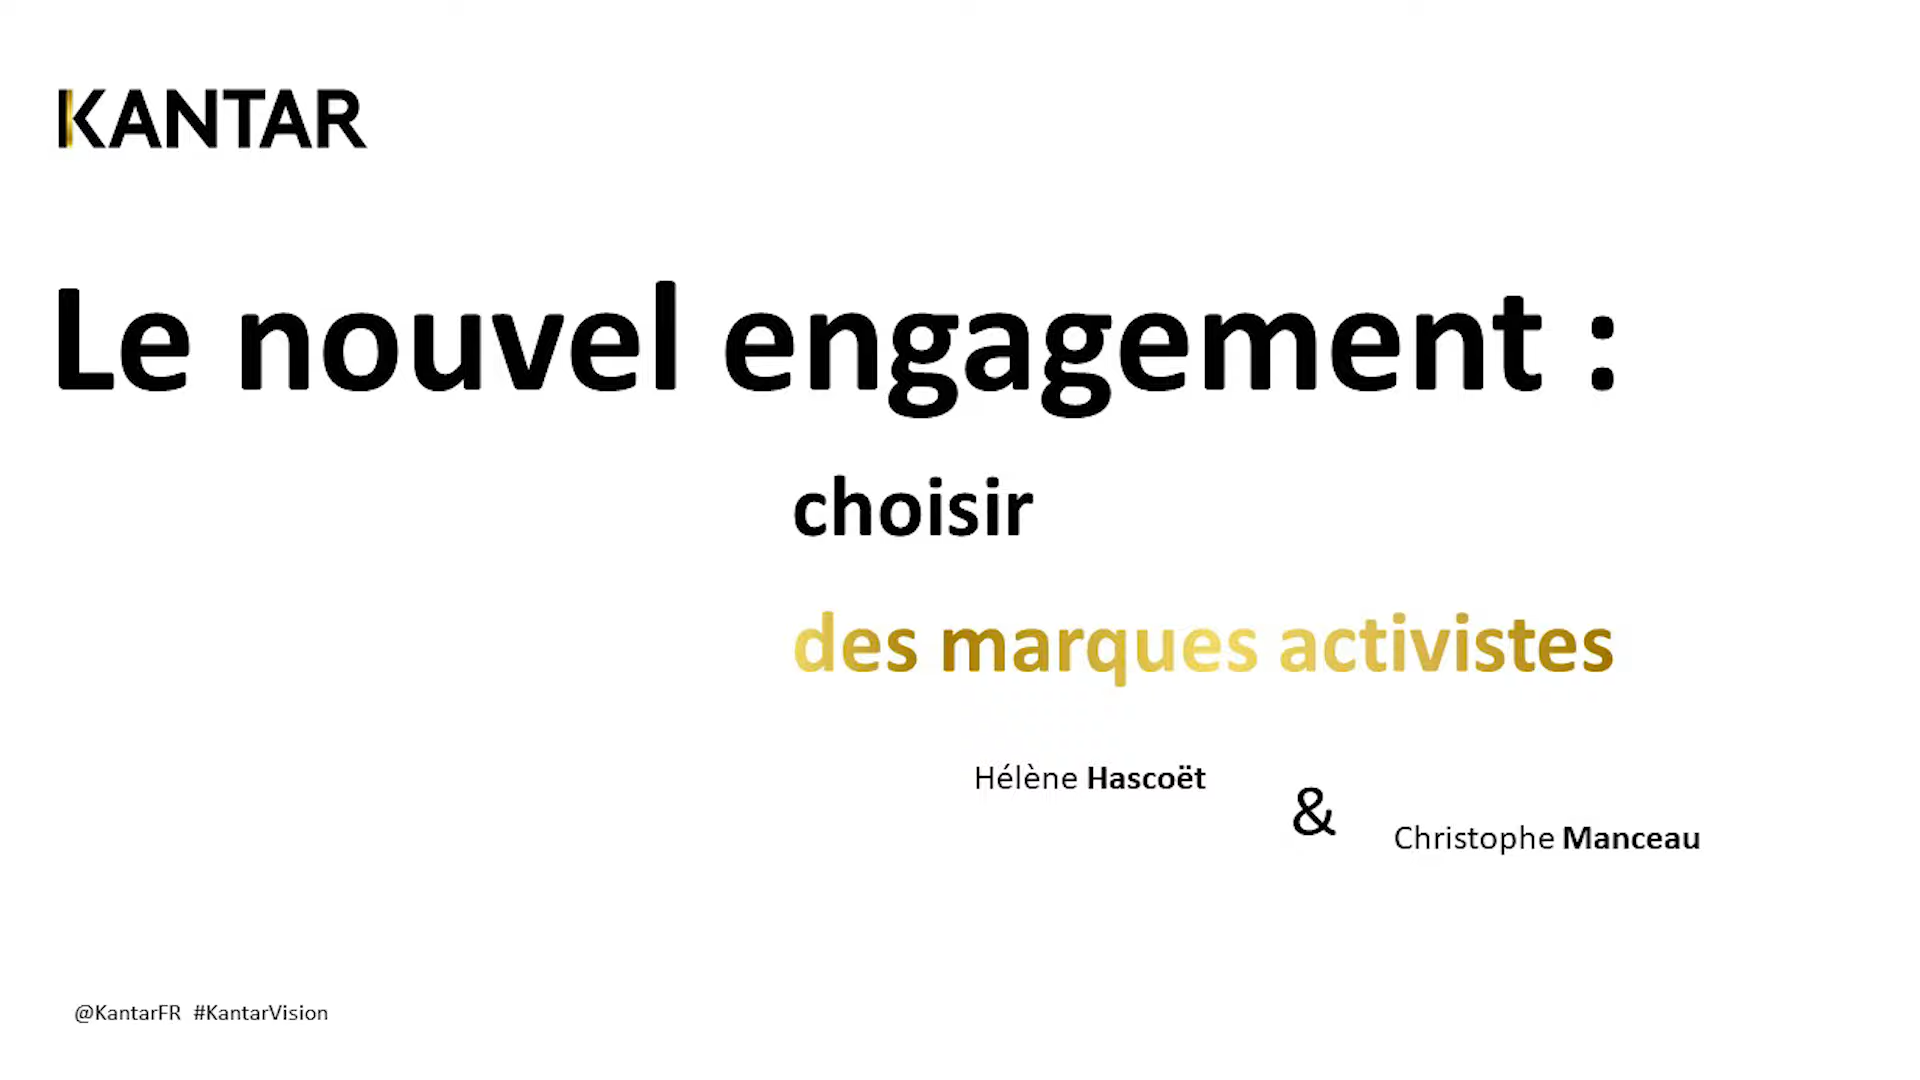 KANTAR
Le nouvel engagement :
choisir
des marques activistes
Hélène Hascoët
&
Christophe Manceau
@KantarFR #KantarVision